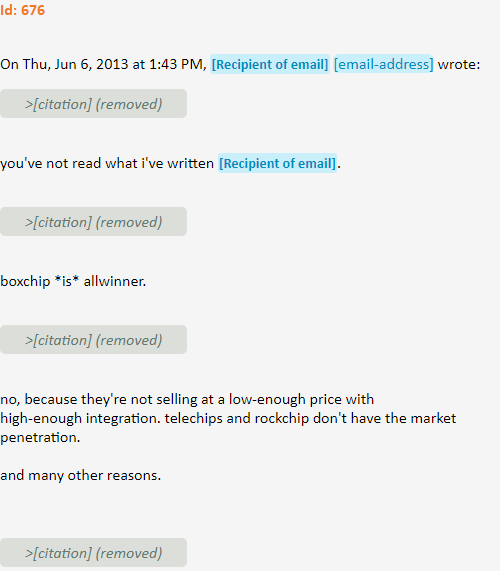 Id: 676
On Thu, Jun 6, 2013 at 1:43 PM, [Recipient of email] [email-address] wrote:
>[citation] (removed)
you've not read what i've written [Recipient of email].
>[citation] (removed)
boxchip *is* allwinner.
>[citation] (removed)
no, because they're not selling at a low-enough price with
high-enough integration. telechips and rockchip don't have the market
penetration.
and many other reasons.
>[citation] (removed)